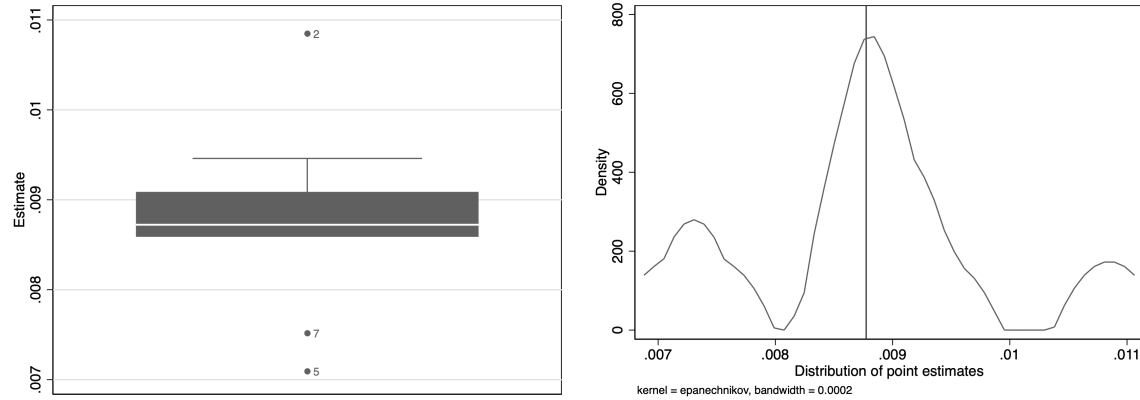 .011
.01
.009
.008
.007
Estimate
2
7
5
800
600
400
200
0
Density
.007 .008 .009 .01 .011
Distribution of point estimates
kernel = epanechnikov, bandwidth = 0.0002